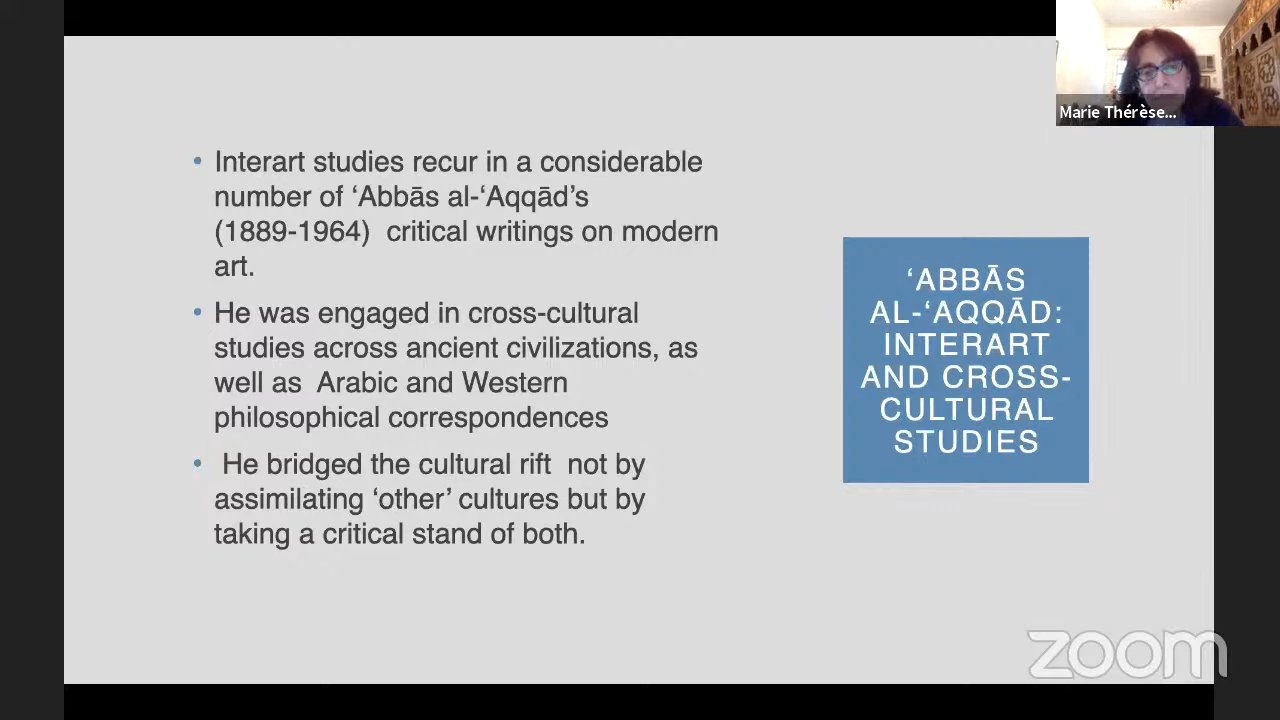 Marie Thérèse...
• Interart studies recur in a considerable
number of ‘Abbās al-‘Aqqād’s
(1889-1964)  critical writings on modern
art.
• He was engaged in cross-cultural
studies across ancient civilizations, as
well as  Arabic and Western
philosophical correspondences
•  He bridged the cultural rift  not by
assimilating ‘other’ cultures but by
taking a critical stand of both.
‘ABBĀS
AL-‘AQQĀD:
INTERART
AND CROSS-
CULTURAL
STUDIES
zoom